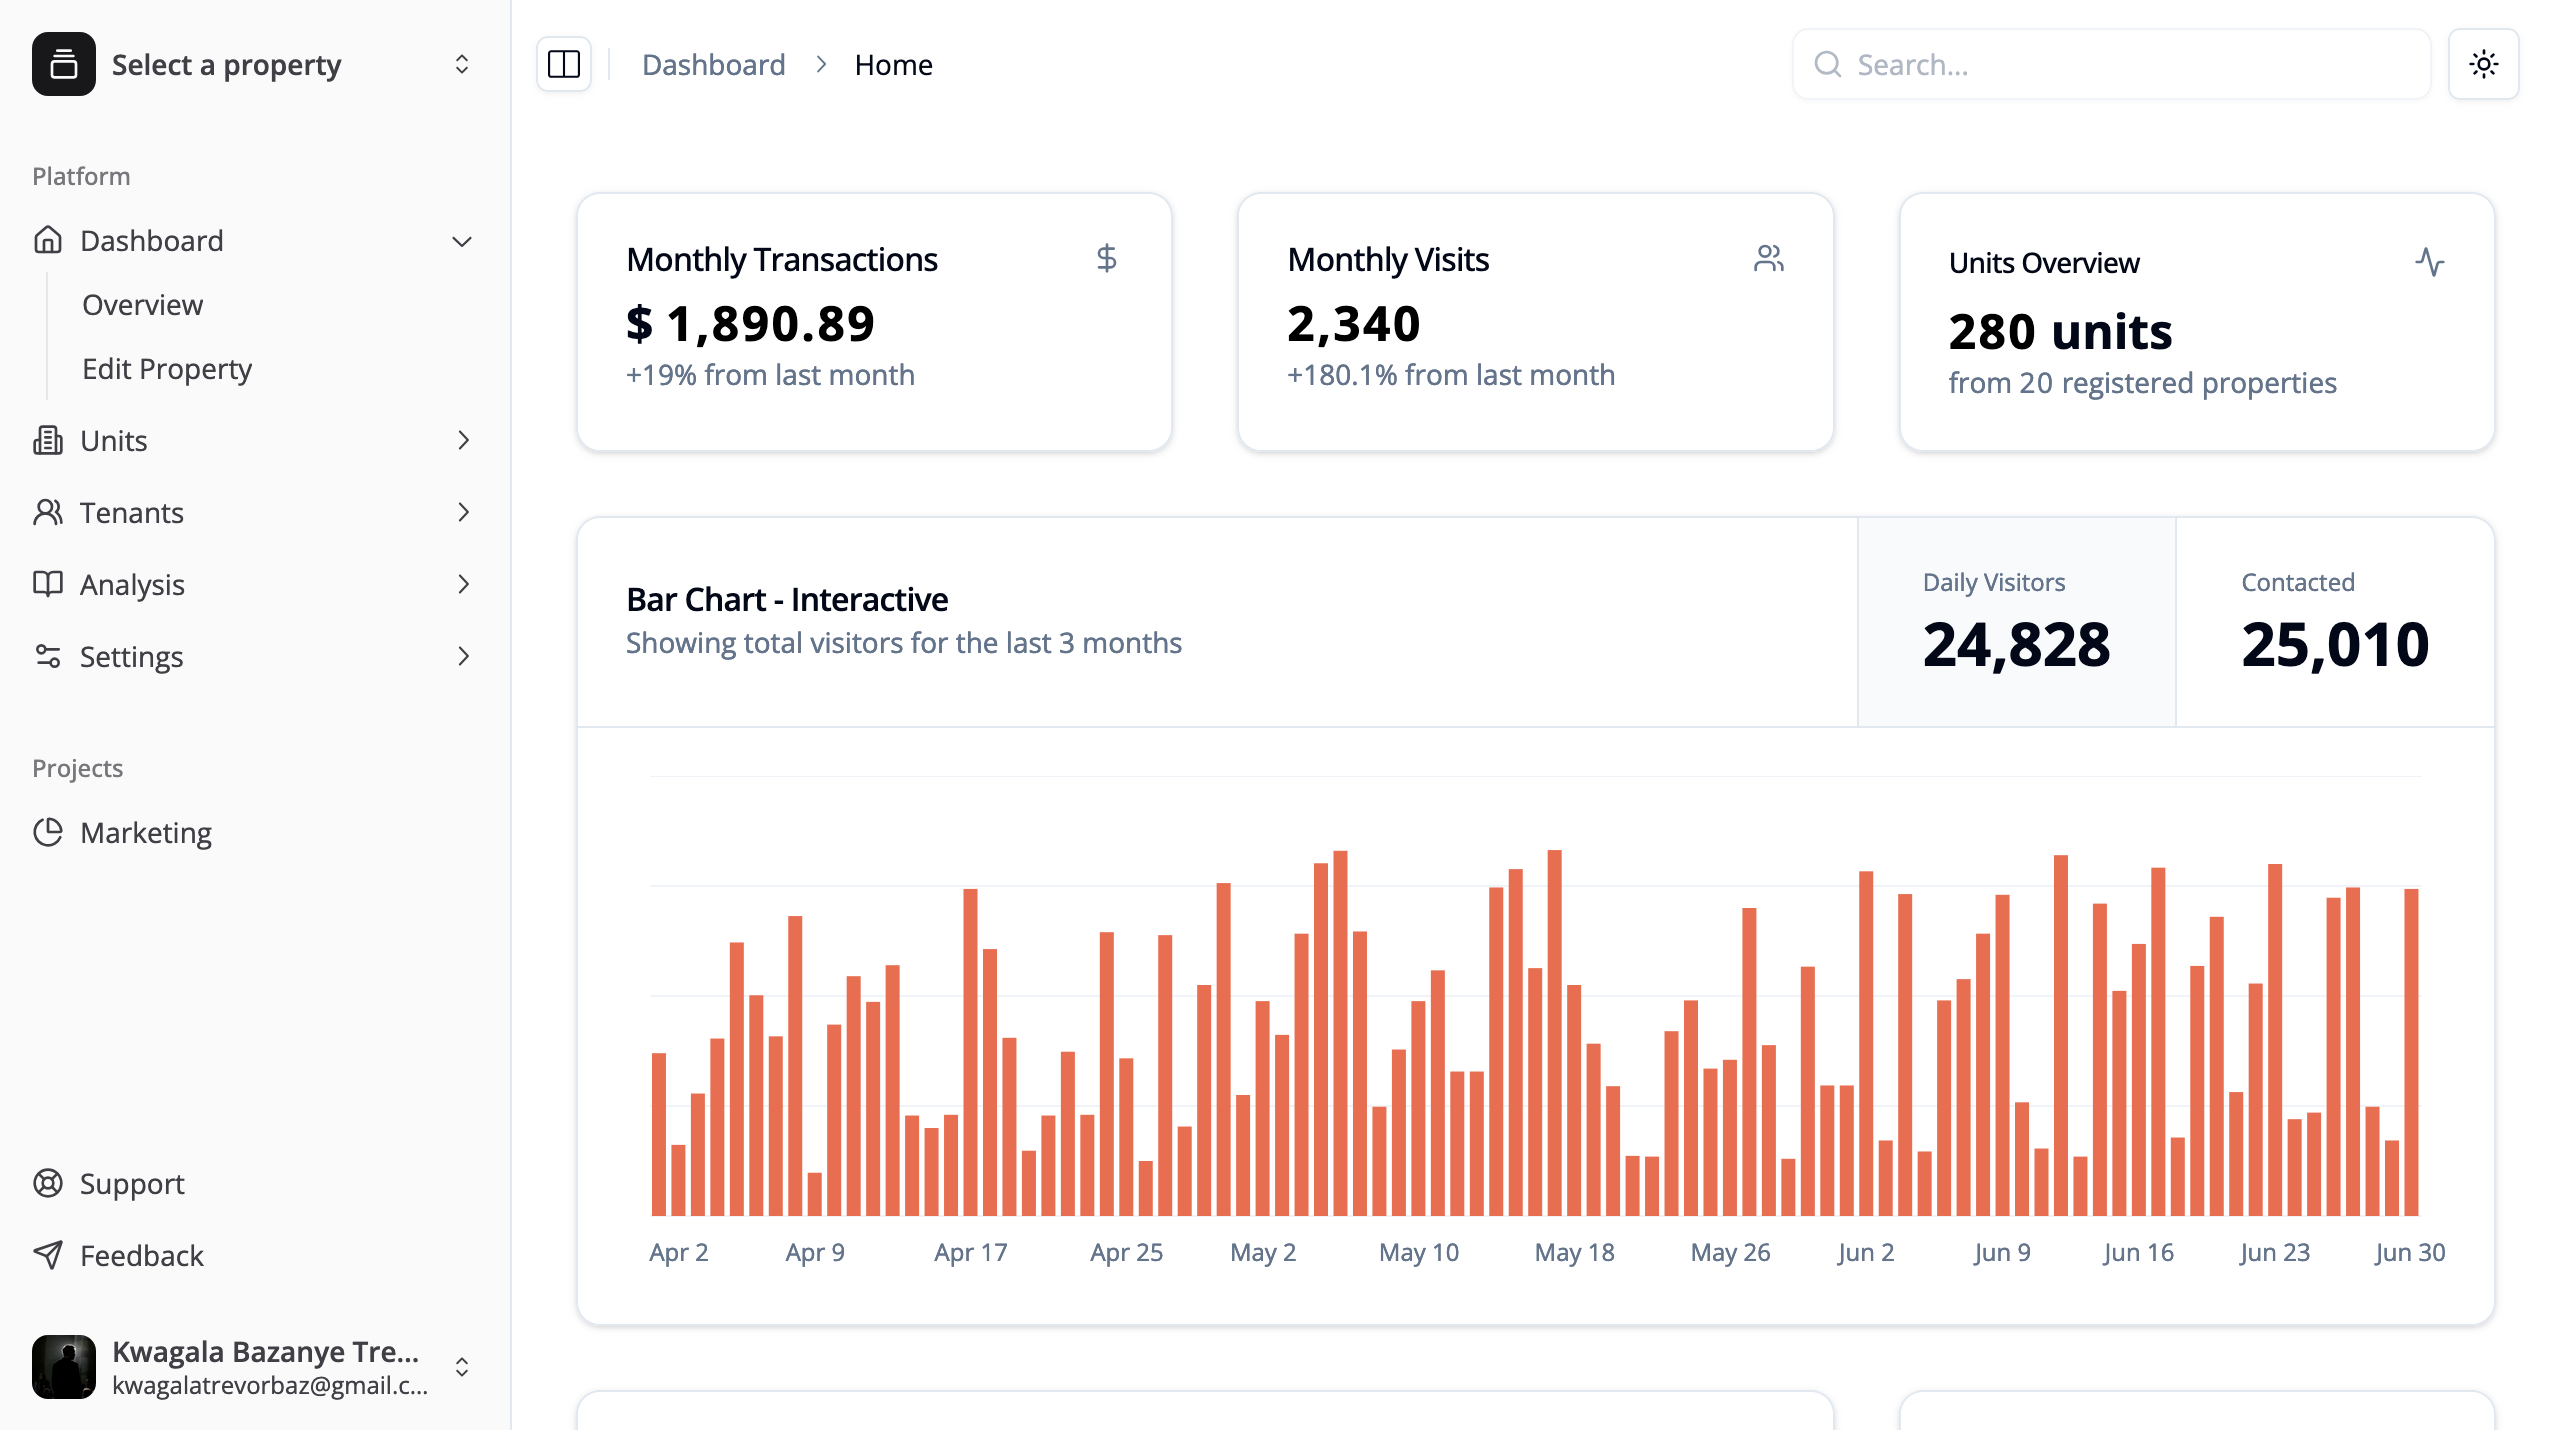 Select a property
Platform
Dashboard
Overview
Edit Property
Units
Tenants
Analysis
Settings
Projects
Marketing
Support
Feedback
Kwagala Bazanye Tre...
kwagalatrevorbaz@gmail.c...
Dashboard > Home
Search...
Monthly Transactions
$ 1,890.89
+19% from last month
Monthly Visits
2,340
+180.1% from last month
Units Overview
280 units
from 20 registered properties
Bar Chart - Interactive
Showing total visitors for the last 3 months
Daily Visitors
24,828
Contacted
25,010
Apr 2 Apr 9 Apr 17 Apr 25 May 2 May 10 May 18 May 26 Jun 2 Jun 9 Jun 16 Jun 23 Jun 30